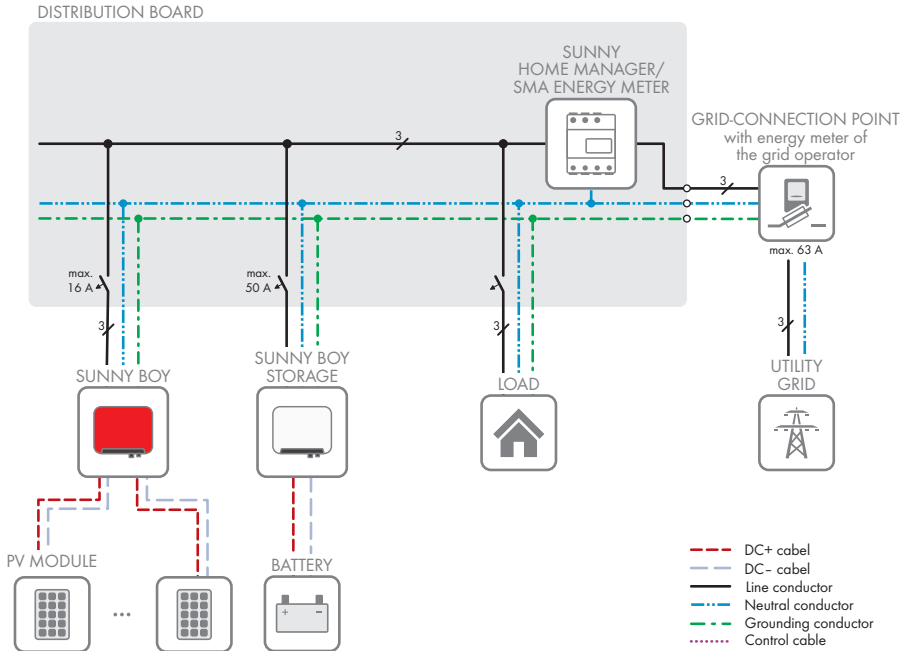 DISTRIBUTION BOARD
SUNNY
HOME MANAGER/
SMA ENERGY METER
GRID-CONNECTION POINT
with energy meter of
the grid operator
3
3
max.
16 A
max.
50 A
max. 63 A
3
3
3
SUNNY BOY
SUNNY BOY
STORAGE
LOAD
UTILITY
GRID
PV MODULE
...
BATTERY
+ −
DC+ cabel
DC− cabel
Line conductor
Neutral conductor
Grounding conductor
Control cable